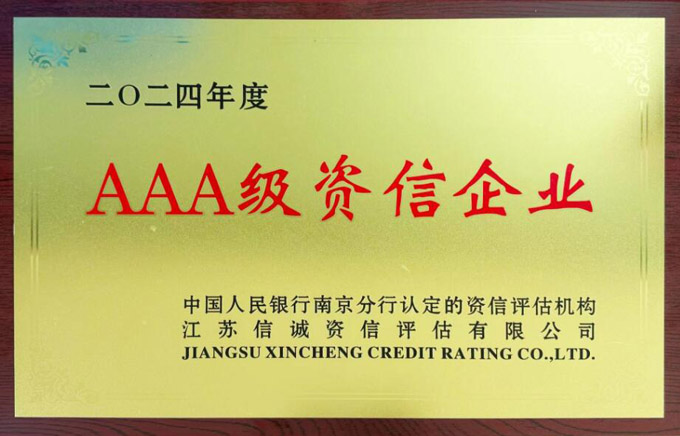 二〇二四年度
AAA级资信企业
中国人民银行南京分行认定的资信评估机构
江苏信诚资信评估有限公司
JIANGSU XINCHENG CREDIT RATING CO.,LTD.